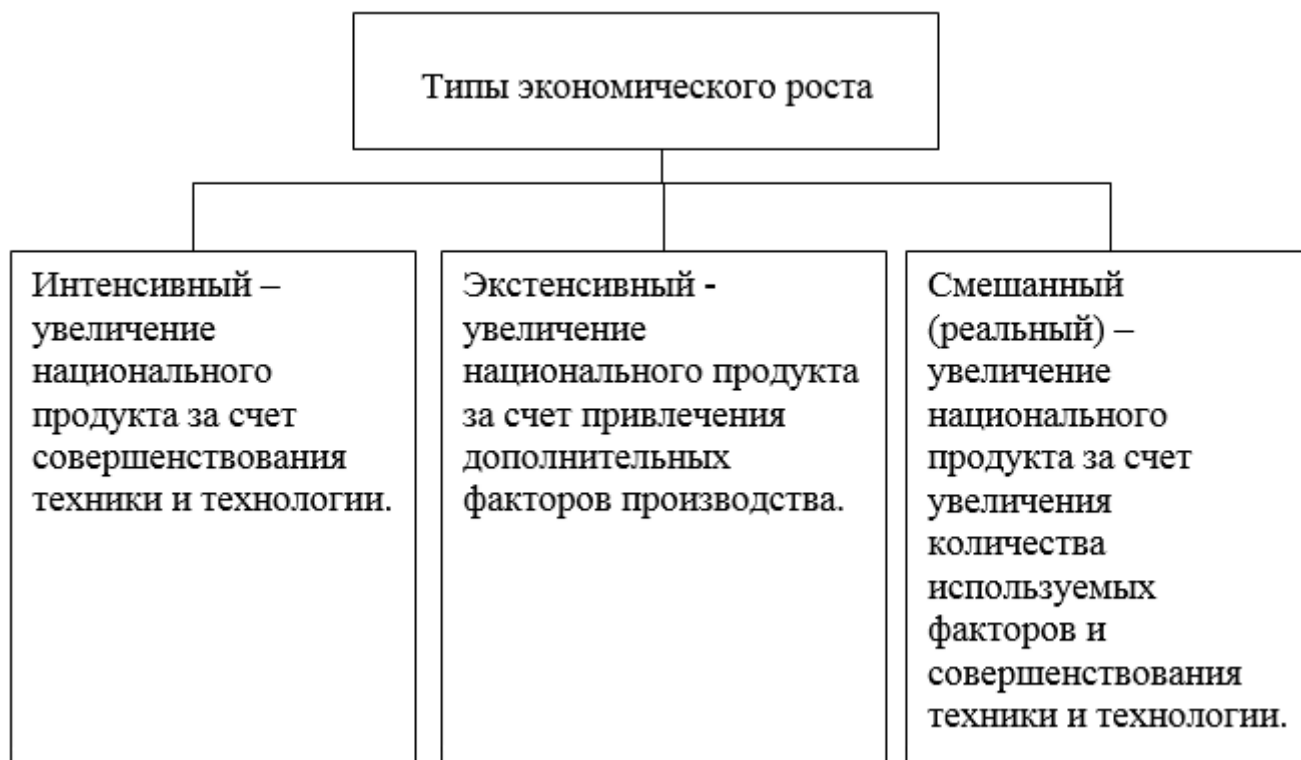 Типы экономического роста
Интенсивный –
увеличение
национального
продукта за счет
совершенствования
техники и технологии.
Экстенсивный -
увеличение
национального продукта
за счет привлечения
дополнительных
факторов производства.
Смешанный
(реальный) –
увеличение
национального
продукта за счет
увеличения
количества
используемых
факторов и
совершенствования
техники и технологии.